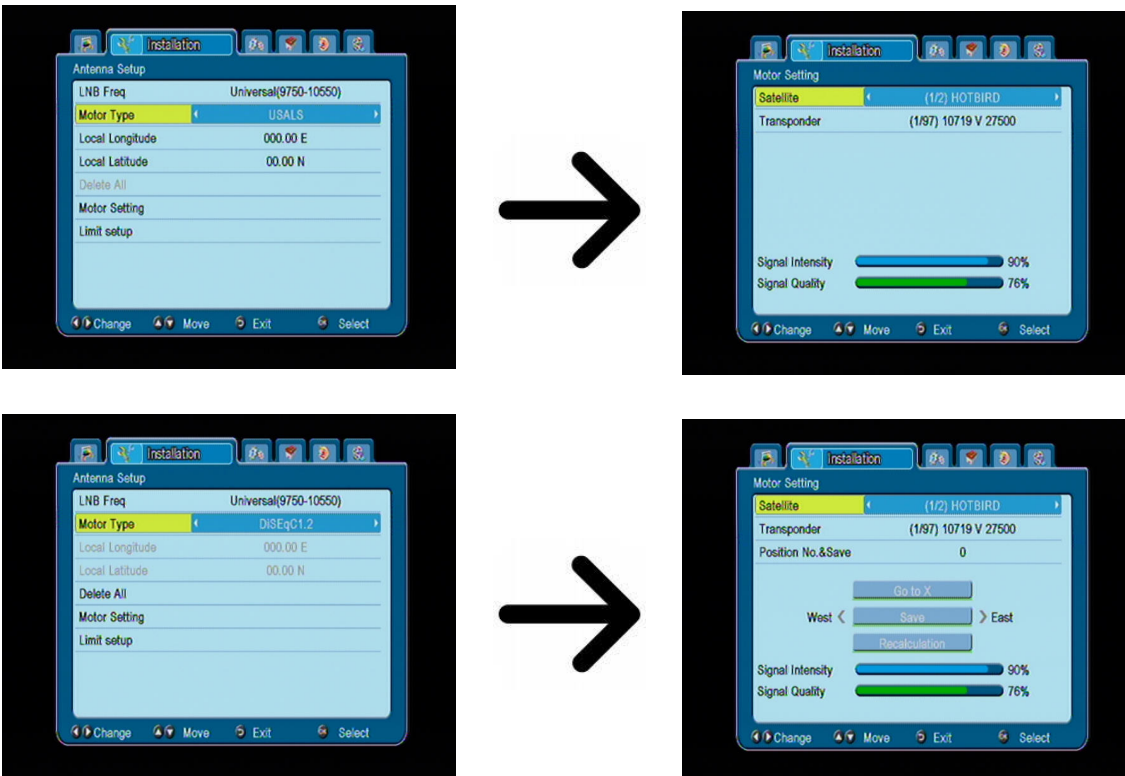 Installation
Antenna Setup
LNB Freq Universal(9750-10550)
Motor Type USALS
Local Longitude 000.00 E
Local Latitude 00.00 N
Delete All
Motor Setting
Limit setup
Change Move Exit Select
Installation
Motor Setting
Satellite (1/2) HOTBIRD
Transponder (1/97) 10719 V 27500
Signal Intensity 90%
Signal Quality 76%
Change Move Exit Select
Installation
Antenna Setup
LNB Freq Universal(9750-10550)
Motor Type DiSEqC1.2
Local Longitude 000.00 E
Local Latitude 00.00 N
Delete All
Motor Setting
Limit setup
Change Move Exit Select
Installation
Motor Setting
Satellite (1/2) HOTBIRD
Transponder (1/97) 10719 V 27500
Position No.&Save 0
Go to X
West Save East
Recalculation
Signal Intensity 90%
Signal Quality 76%
Change Move Exit Select